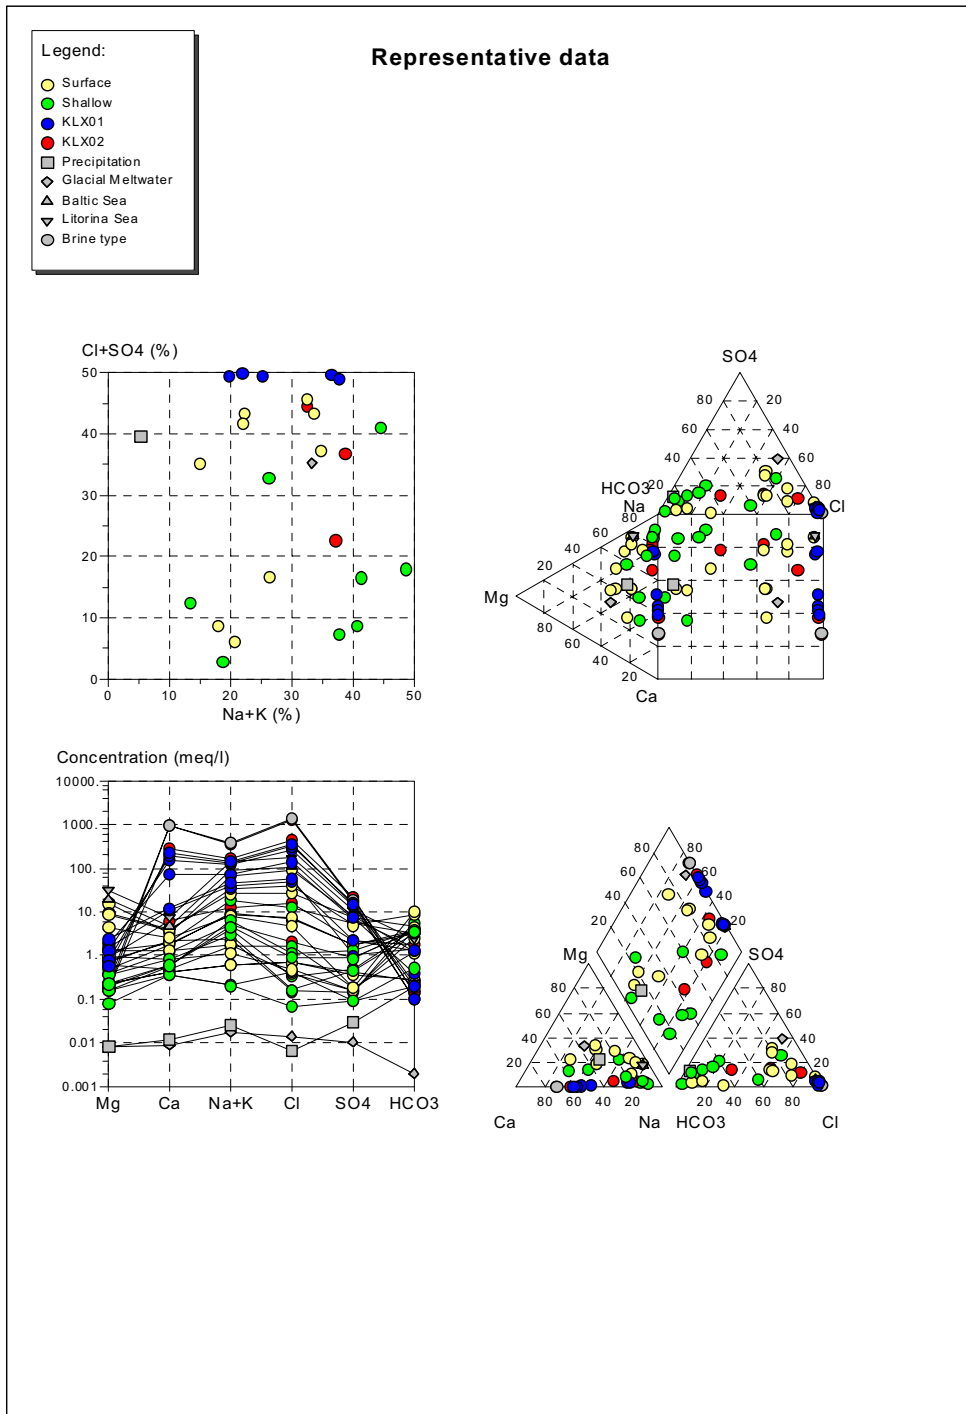 Representative data
Legend:
Surface
Shallow
KLX01
KLX02
Precipitation
Glacial Meltwater
Baltic Sea
Litorina Sea
Brine type
Cl+SO4 (%)
50
40
30
20
10
0
0 10 20 30 40 50
Na+K (%)
SO4
80 20
60 40
40 60
20 80
HCO3 Cl
Na
80
60
40
20
Mg
20
40
60
80
80
60
40
20
Ca
Concentration (meq/l)
10000.
1000.
100.
10.
1.
0.1
0.01
0.001
Mg Ca Na+K Cl SO4 HCO3
80 80
60 60
40 40
20 20
Mg SO4
80 80
60 60
40 40
20 20
80 60 40 20 20 40 60 80
Ca Na HCO3 Cl